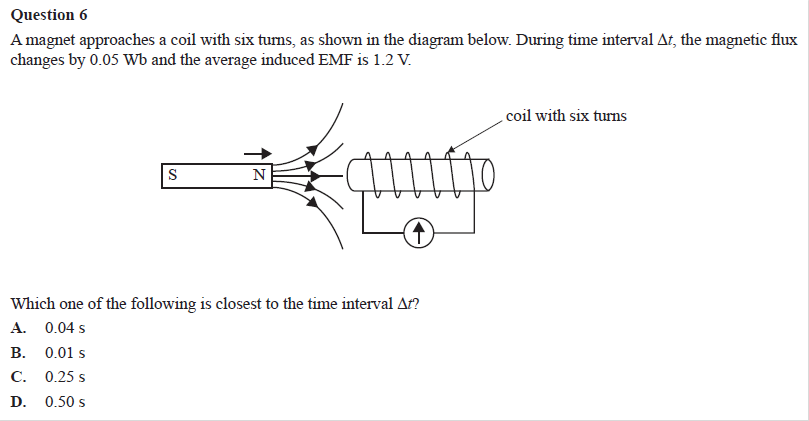 Question 6
A magnet approaches a coil with six turns, as shown in the diagram below. During time interval Δt, the magnetic flux
changes by 0.05 Wb and the average induced EMF is 1.2 V.
coil with six turns
S N
Which one of the following is closest to the time interval Δt?
A. 0.04 s
B. 0.01 s
C. 0.25 s
D. 0.50 s